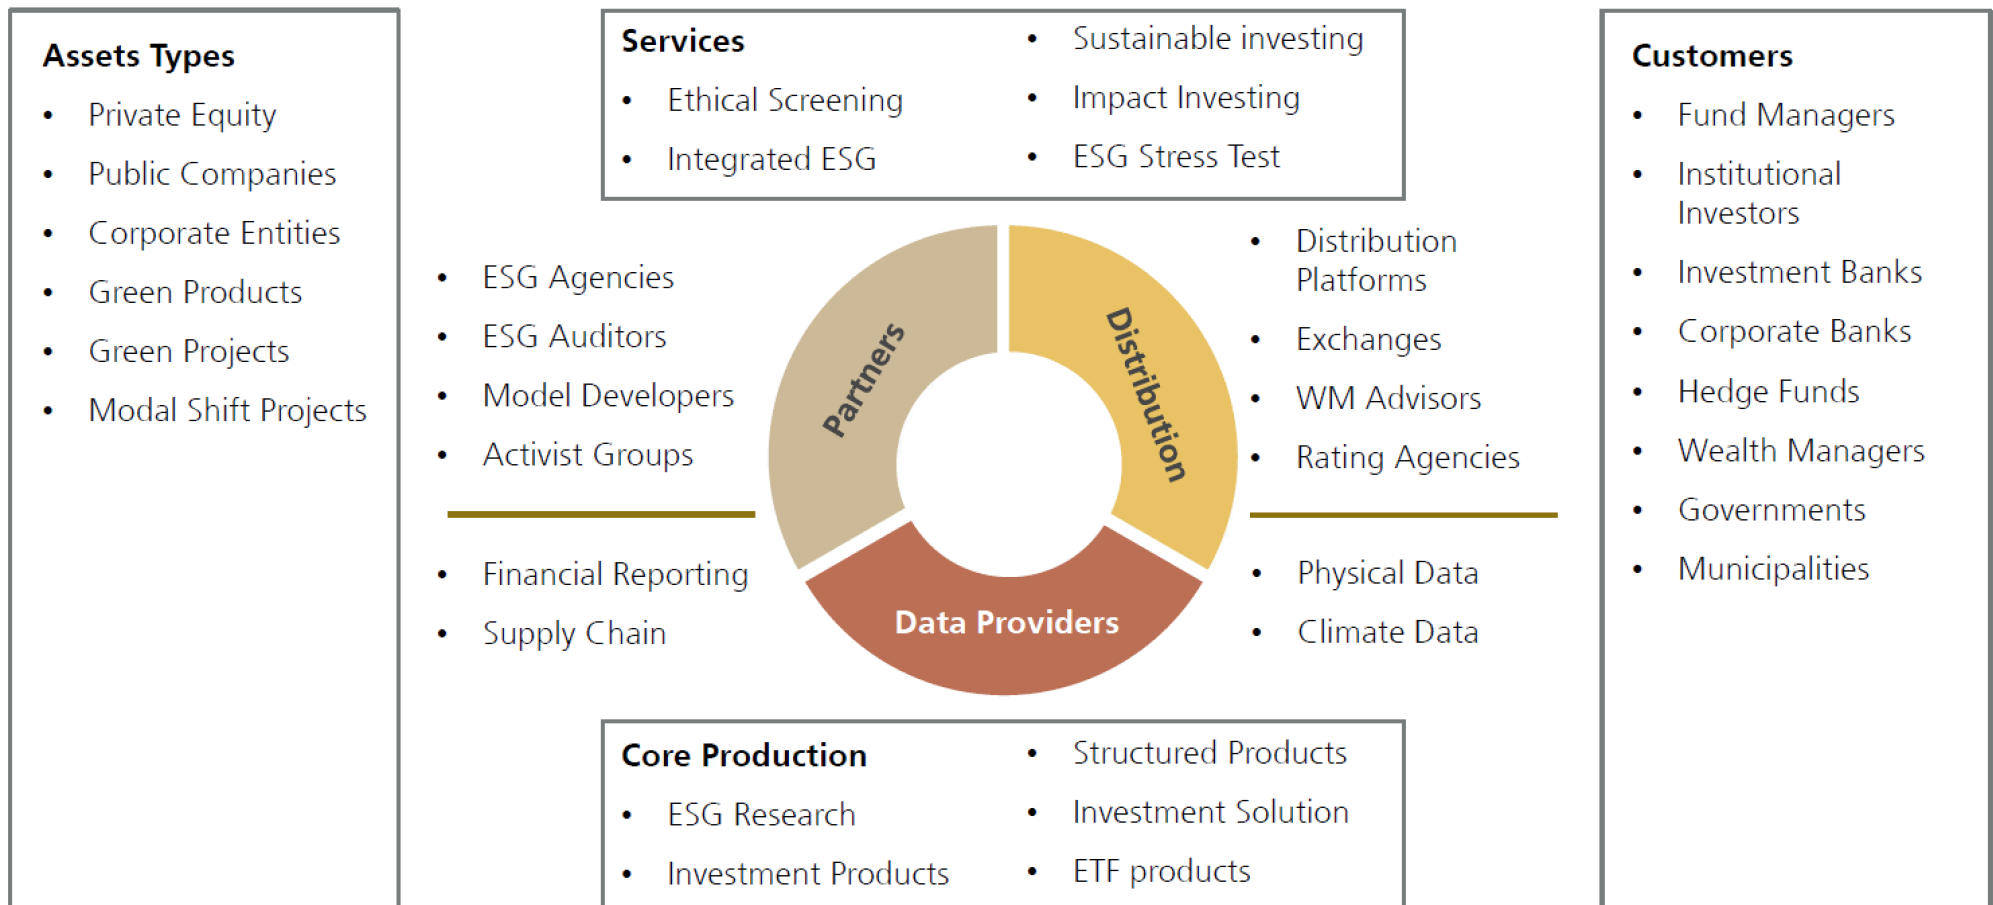 Assets Types
• Private Equity
• Public Companies
• Corporate Entities
• Green Products
• Green Projects
• Modal Shift Projects
Services
• Ethical Screening
• Integrated ESG
• Sustainable investing
• Impact Investing
• ESG Stress Test
• ESG Agencies
• ESG Auditors
• Model Developers
• Activist Groups
• Financial Reporting
• Supply Chain
Partners
Distribution
Data Providers
• Distribution
Platforms
• Exchanges
• WM Advisors
• Rating Agencies
• Physical Data
• Climate Data
Core Production
• ESG Research
• Investment Products
• Structured Products
• Investment Solution
• ETF products
Customers
• Fund Managers
• Institutional
Investors
• Investment Banks
• Corporate Banks
• Hedge Funds
• Wealth Managers
• Governments
• Municipalities